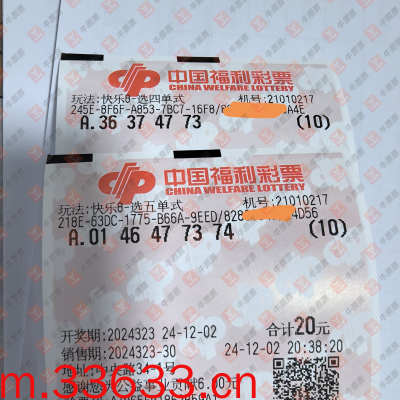 中国福利彩票
CHINA WELFARE LOTTERY
玩法:快乐8-选四单式 机号:21010217
245E-8F6F-A853-7BC7-16F8/ A4E
A.36 37 47 73 (10)
中国福利彩票
CHINA WELFARE LOTTERY
玩法:快乐8-选五单式 机号:21010217
218E-63DC-1775-B66A-9EED/828 4D56
A.01 46 47 73 74 (10)
开奖期:2024323 24-12-02 合计20元
销售期:2024323-30 24-12-02 20:38:20
m.33633.cn